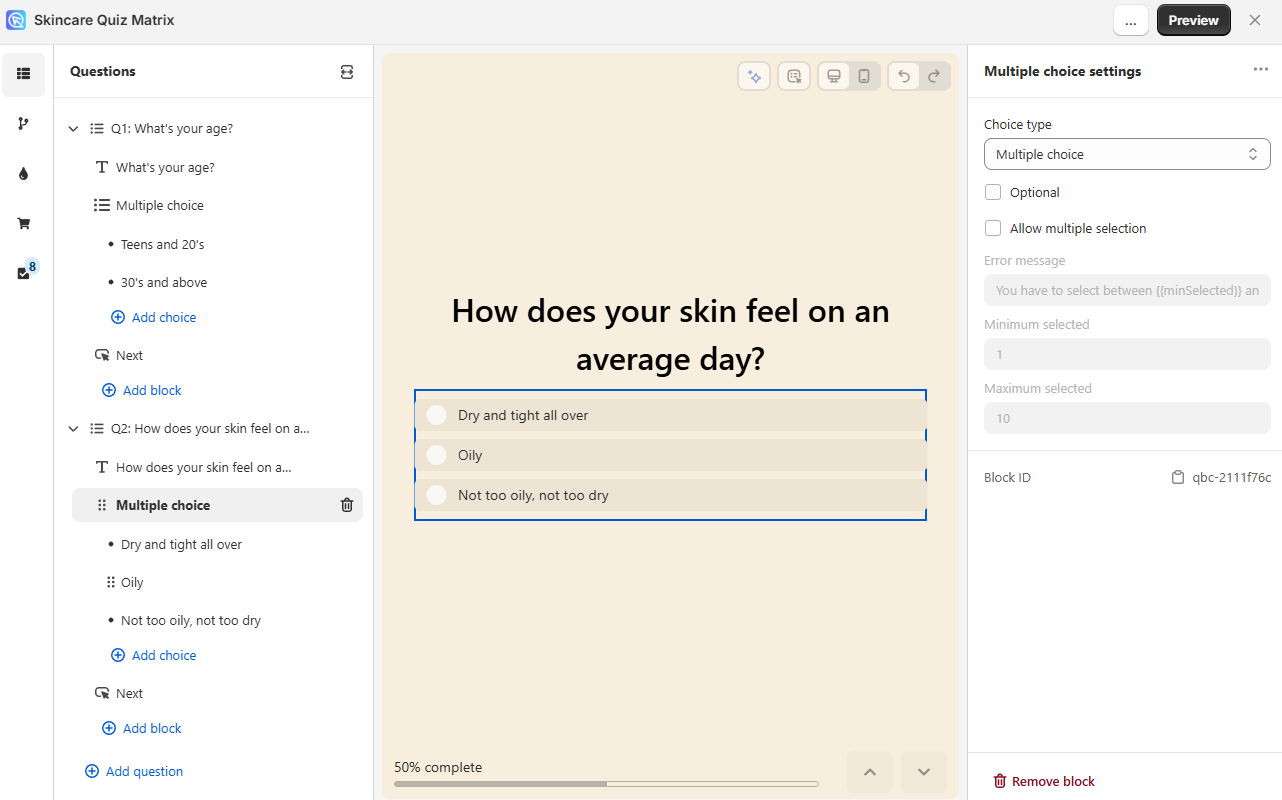 Skincare Quiz Matrix
...
Preview
Questions
Q1: What's your age?
What's your age?
Multiple choice
Teens and 20's
30's and above
Add choice
Next
Add block
Q2: How does your skin feel on a...
How does your skin feel on a...
Multiple choice
Dry and tight all over
Oily
Not too oily, not too dry
Add choice
Next
Add block
Add question
8
How does your skin feel on an
average day?
Dry and tight all over
Oily
Not too oily, not too dry
50% complete
Multiple choice settings
Choice type
Multiple choice
Optional
Allow multiple selection
Error message
You have to select between {{minSelected}} an
Minimum selected
1
Maximum selected
10
Block ID
qbc-2111f76c
Remove block